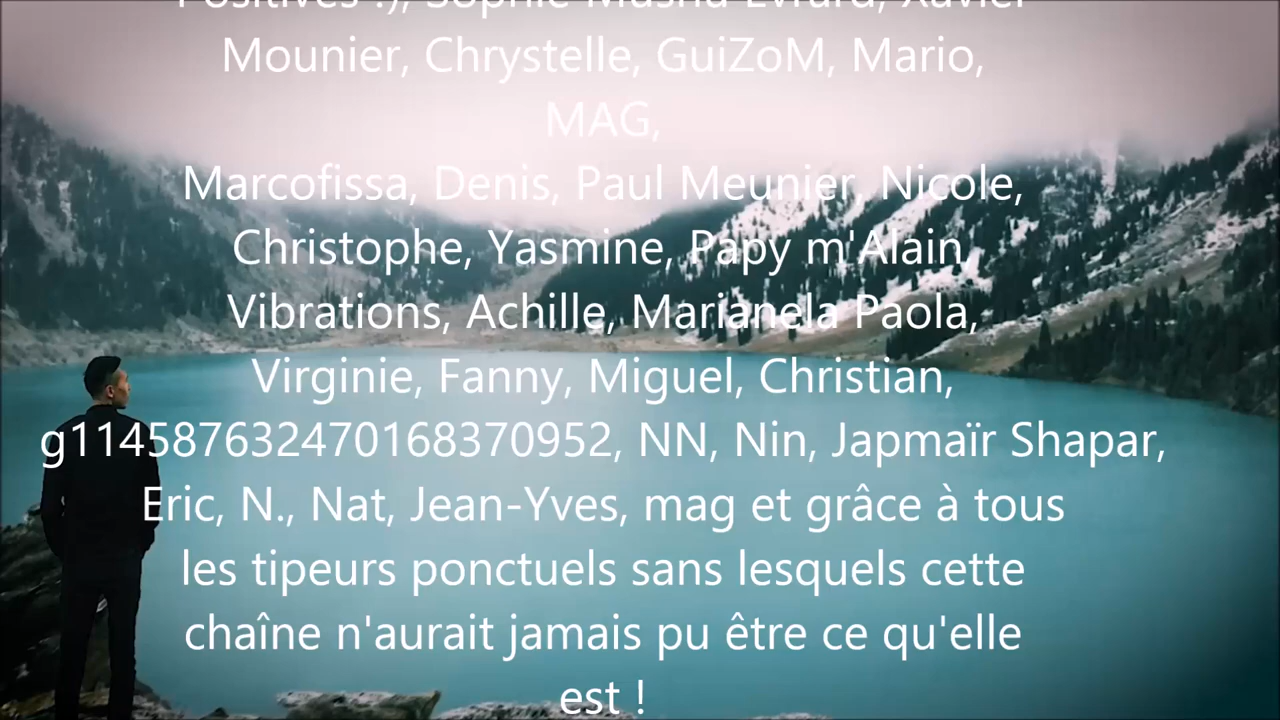 Mounier, Chrystelle, GuiZoM, Mario,
MAG,
Marcofissa, Denis, Paul Meunier, Nicole,
Christophe, Yasmine, Papy m'Alain,
Vibrations, Achille, Marianela Paola,
Virginie, Fanny, Miguel, Christian,
g114587632470168370952, NN, Nin, Japmaïr Shapar,
Eric, N., Nat, Jean-Yves, mag et grâce à tous
les tipeurs ponctuels sans lesquels cette
chaîne n'aurait jamais pu être ce qu'elle
est !